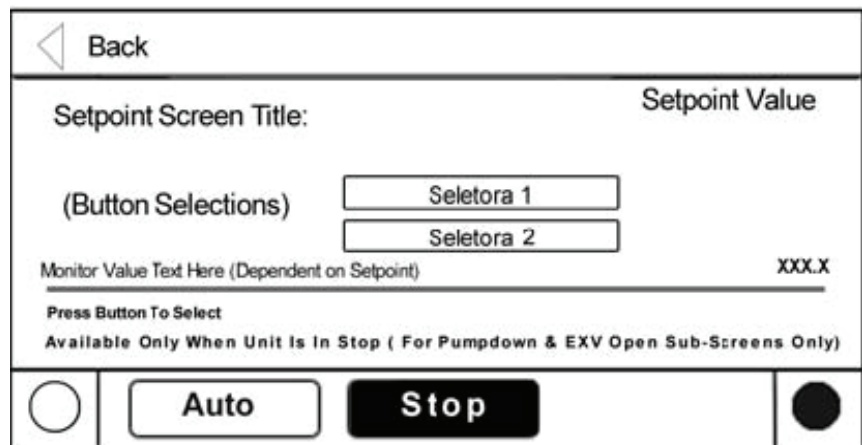 Back
Setpoint Value
Setpoint Screen Title:
Seletora 1
(Button Selections)
Seletora 2
Monitor Value Text Here (Dependent on Setpoint) XXX.X
Press Button To Select
Available Only When Unit Is In Stop ( For Pumpdown & EXV Open Sub-Screens Only)
Auto Stop